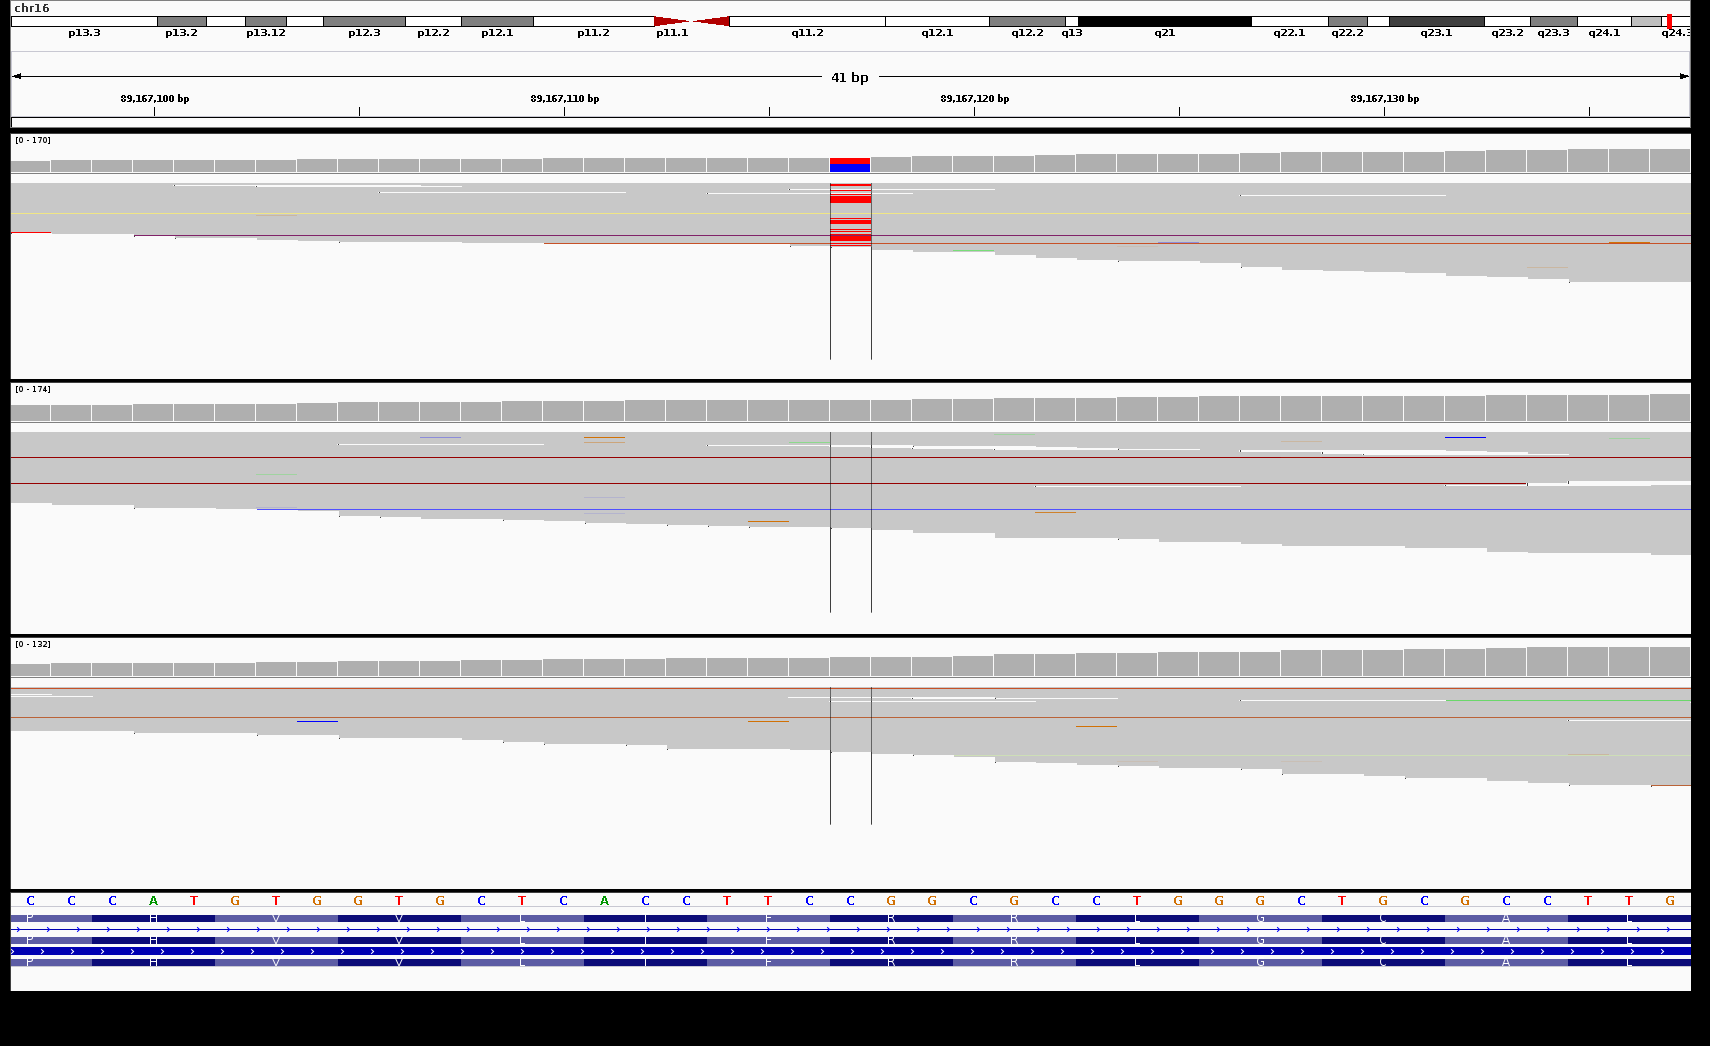 chr16
p13.3 p13.2 p13.12 p12.3 p12.2 p12.1 p11.2 p11.1 q11.2 q12.1 q12.2 q13 q21 q22.1 q22.2 q23.1 q23.2 q23.3 q24.1 q24.3
41 bp
89,167,100 bp 89,167,110 bp 89,167,120 bp 89,167,130 bp
[0 - 170]
[0 - 174]
[0 - 132]
C C C A T G T G G T G C T C A C C T T C C G G C G C C T G G G C T G C G C C T T G
P H V V L T F R R L G C A L
P H V V L T F R R L G C A L
P H V V L T F R R L G C A L